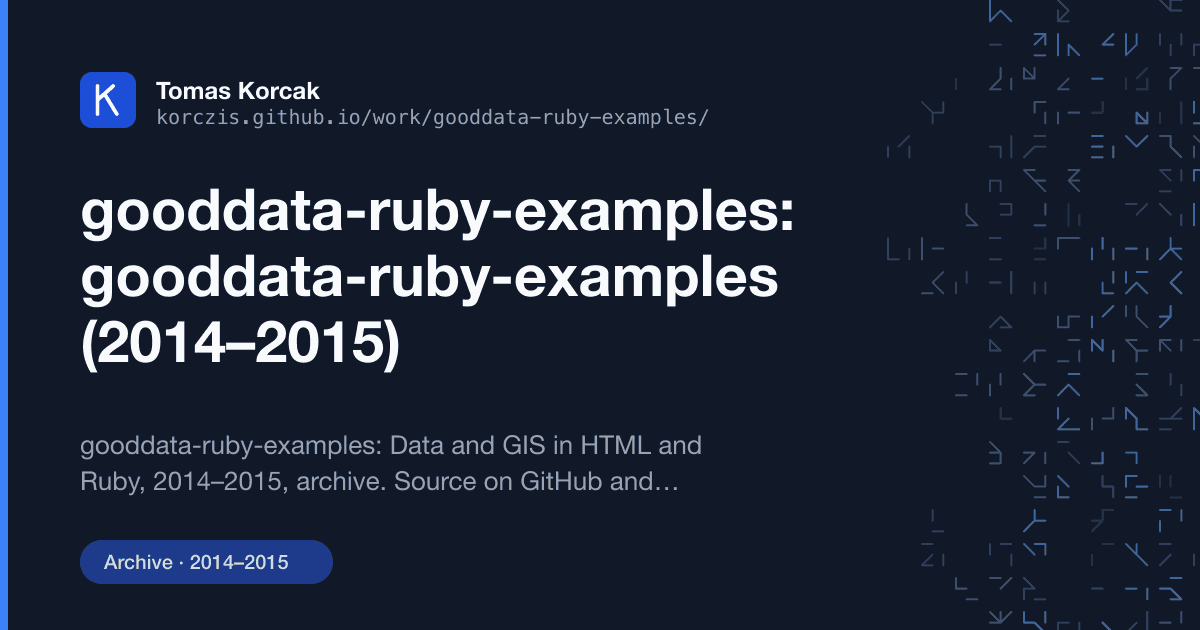 K
Tomas Korcak
korczis.github.io/work/gooddata-ruby-examples/
gooddata-ruby-examples:
gooddata-ruby-examples
(2014–2015)
gooddata-ruby-examples: Data and GIS in HTML and
Ruby, 2014–2015, archive. Source on GitHub and…
Archive · 2014–2015